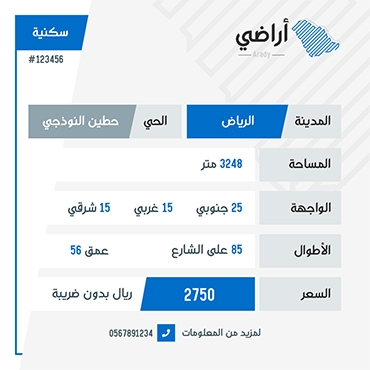 أراضي
Arady
سكنية
#123456
المدينة الرياض الحي حطين النوذجي
المساحة 3248 متر
الواجهة 25 جنوبي 15 غربي 15 شرقي
الأطوال 85 على الشارع عمق 56
السعر 2750 ريال بدون ضريبة
لمزيد من المعلومات 0567891234